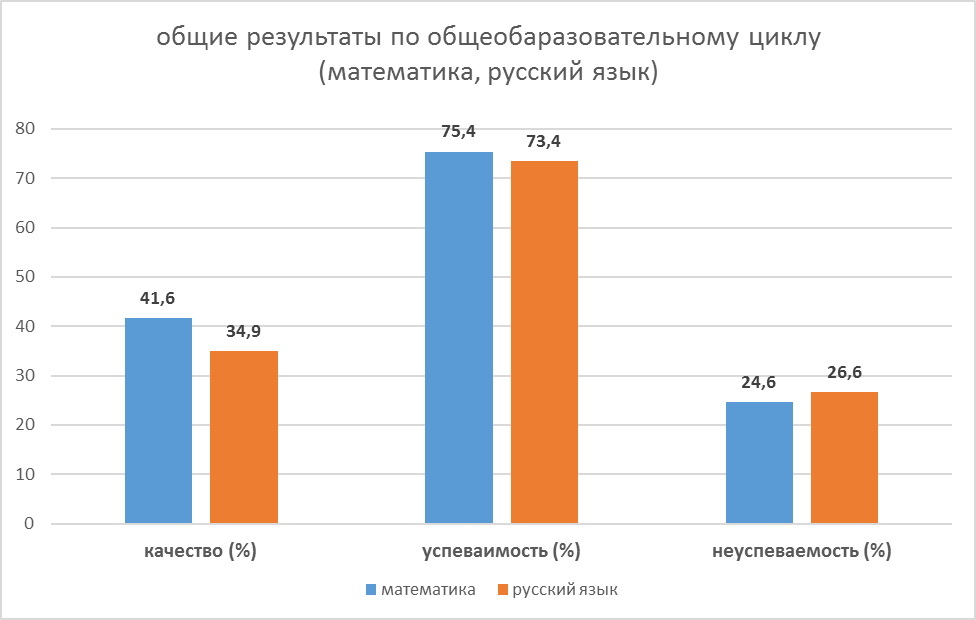 общие результаты по общеобаразовательному циклу
(математика, русский язык)
80
70
60
50
40
30
20
10
0
41,6
34,9
75,4
73,4
24,6
26,6
качество (%)
успеваимость (%)
неуспеваемость (%)
математика
русский язык